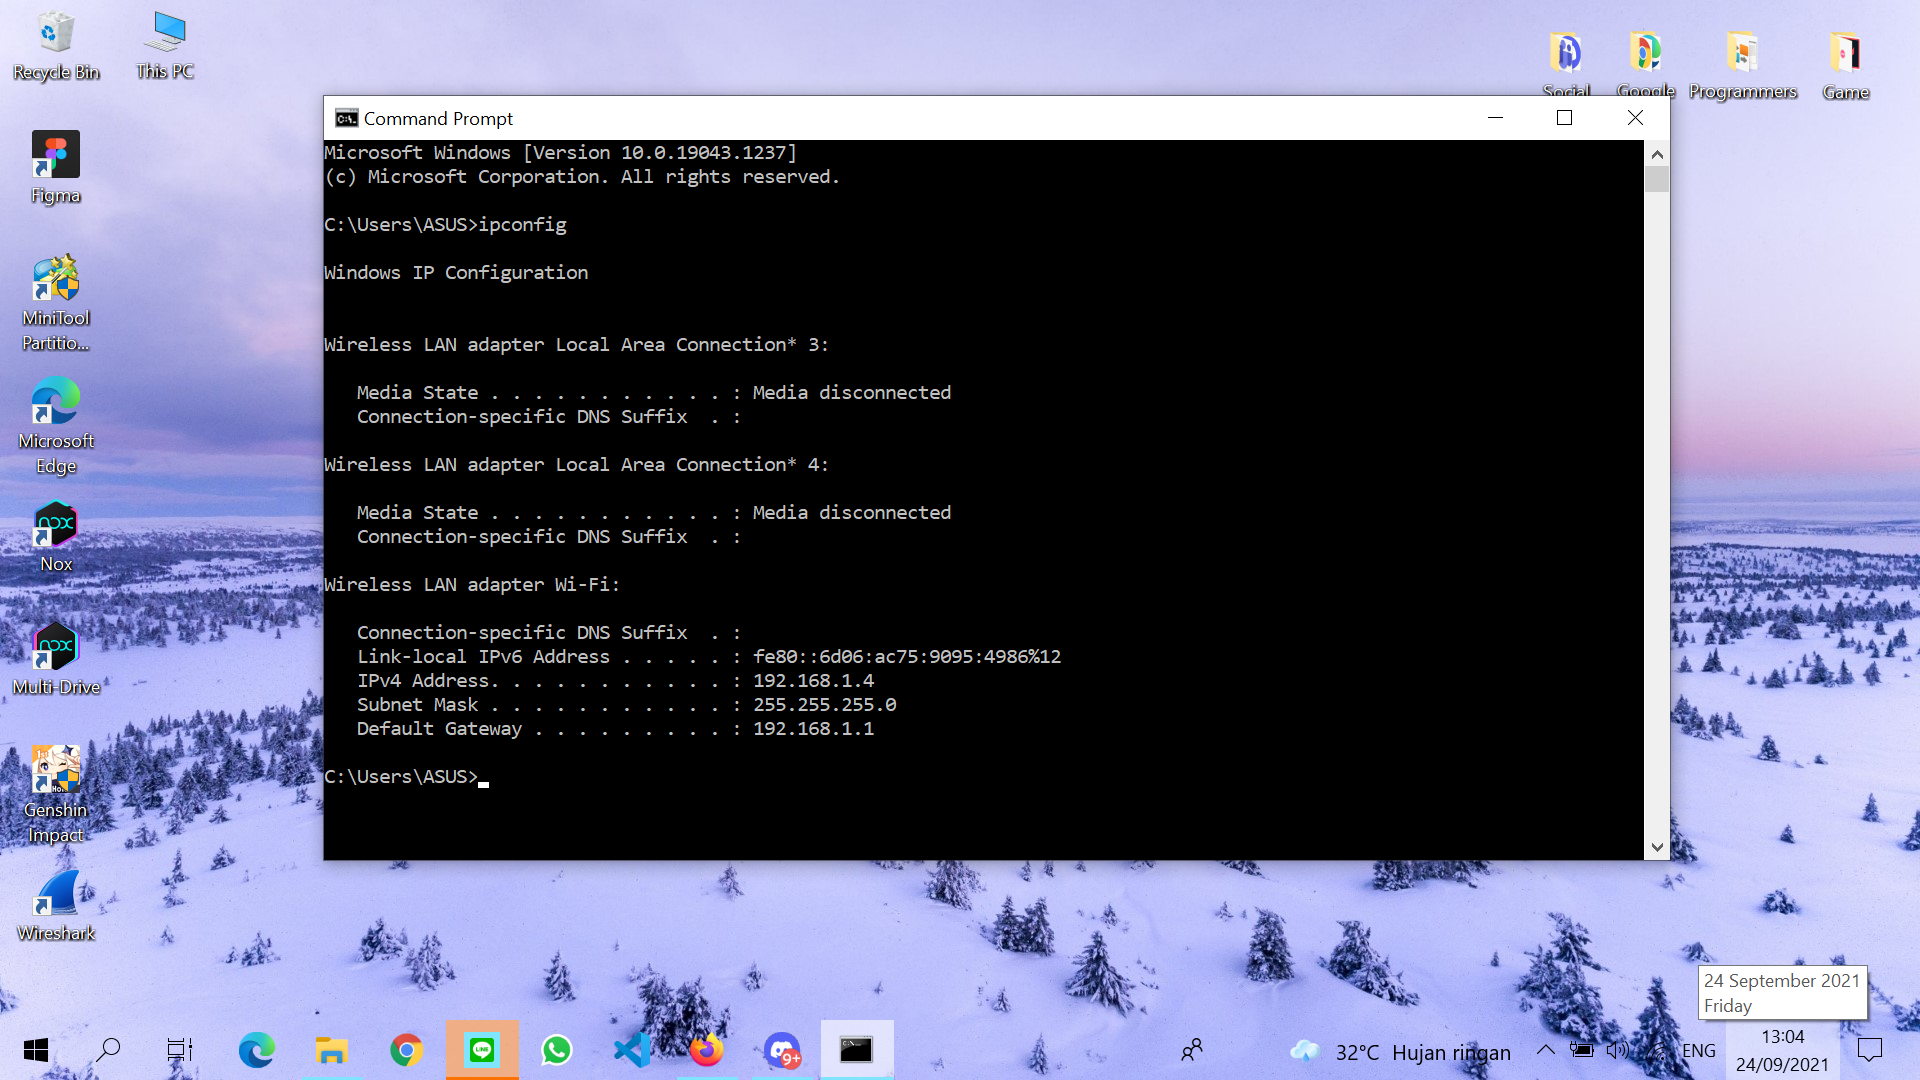 Recycle Bin
This PC
Figma
MiniTool
Partitio...
Microsoft
Edge
nox
Nox
nox
Multi-Drive
Genshin
Impact
Wireshark
Social
Google
Programmers
Game
C:\.
Command Prompt
Microsoft Windows [Version 10.0.19043.1237]
(c) Microsoft Corporation. All rights reserved.
C:\Users\ASUS>ipconfig
Windows IP Configuration
Wireless LAN adapter Local Area Connection* 3:
Media State . . . . . . . . . . . : Media disconnected
Connection-specific DNS Suffix  . :
Wireless LAN adapter Local Area Connection* 4:
Media State . . . . . . . . . . . : Media disconnected
Connection-specific DNS Suffix  . :
Wireless LAN adapter Wi-Fi:
Connection-specific DNS Suffix  . :
Link-local IPv6 Address . . . . . : fe80::6d06:ac75:9095:4986%12
IPv4 Address. . . . . . . . . . . : 192.168.1.4
Subnet Mask . . . . . . . . . . . : 255.255.255.0
Default Gateway . . . . . . . . . : 192.168.1.1
C:\Users\ASUS>
24 September 2021
Friday
LINE
9+
32°C Hujan ringan
ENG
13:04
24/09/2021